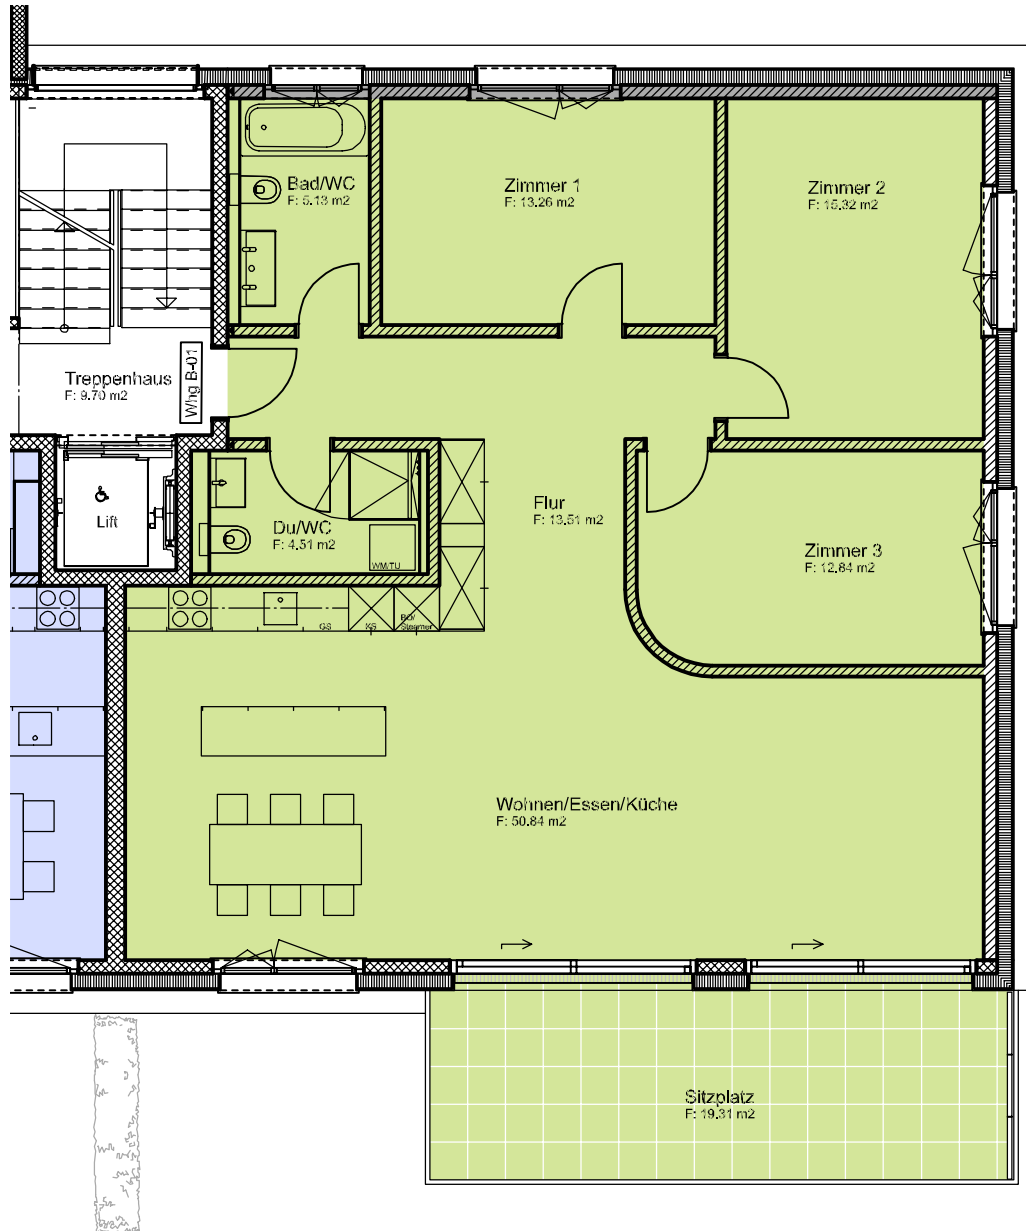 Bad/WC
F: 5.13 m2
Zimmer 1
F: 13.26 m2
Zimmer 2
F: 15.32 m2
Treppenhaus
F: 9.70 m2
Whg B-01
Lift
Du/WC
F: 4.51 m2
WM/TU
Flur
F: 13.51 m2
Zimmer 3
F: 12.84 m2
GS
KS
BO/
Steamer
Wohnen/Essen/Küche
F: 50.84 m2
Sitzplatz
F: 19.31 m2